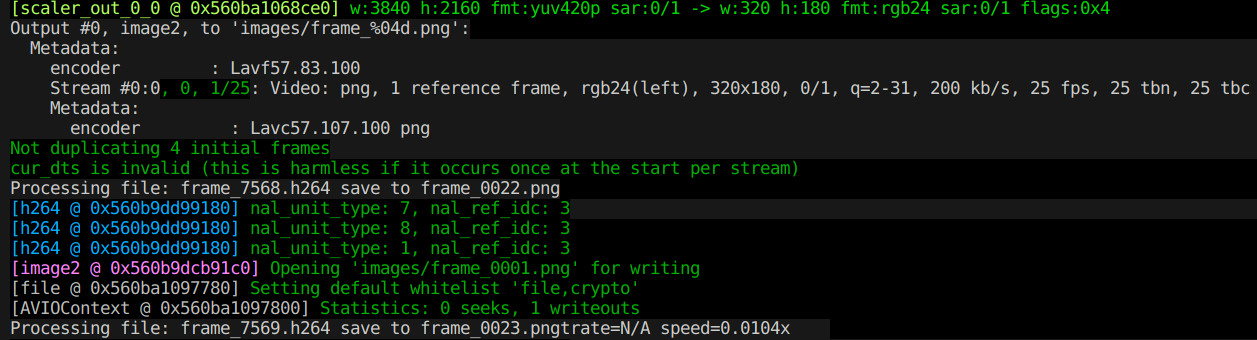 [scaler_out_0_0 @ 0x560ba1068ce0] w:3840 h:2160 fmt:yuv420p sar:0/1 -> w:320 h:180 fmt:rgb24 sar:0/1 flags:0x4
Output #0, image2, to 'images/frame_%04d.png':
  Metadata:
    encoder         : Lavf57.83.100
    Stream #0:0, 0, 1/25: Video: png, 1 reference frame, rgb24(left), 320x180, 0/1, q=2-31, 200 kb/s, 25 fps, 25 tbn, 25 tbc
    Metadata:
      encoder         : Lavc57.107.100 png
Not duplicating 4 initial frames
cur_dts is invalid (this is harmless if it occurs once at the start per stream)
Processing file: frame_7568.h264 save to frame_0022.png
[h264 @ 0x560b9dd99180] nal_unit_type: 7, nal_ref_idc: 3
[h264 @ 0x560b9dd99180] nal_unit_type: 8, nal_ref_idc: 3
[h264 @ 0x560b9dd99180] nal_unit_type: 1, nal_ref_idc: 3
[image2 @ 0x560b9dcb91c0] Opening 'images/frame_0001.png' for writing
[file @ 0x560ba1097780] Setting default whitelist 'file,crypto'
[AVIOContext @ 0x560ba1097800] Statistics: 0 seeks, 1 writeouts
Processing file: frame_7569.h264 save to frame_0023.pngtrate=N/A speed=0.0104x